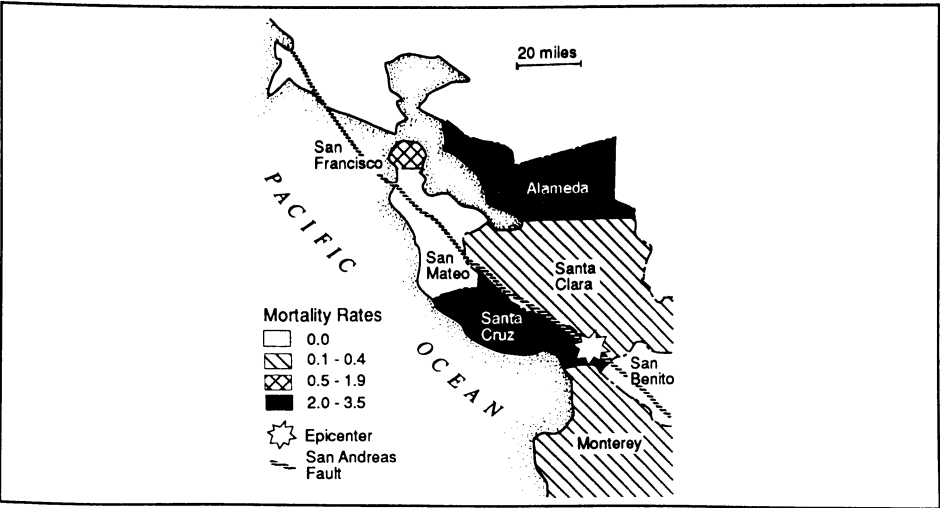 20 miles
San
Francisco
Alameda
PACIFIC
San
Mateo
Santa
Clara
Santa
Cruz
OCEAN
San
Benito
Monterey
Mortality Rates
0.0
0.1 - 0.4
0.5 - 1.9
2.0 - 3.5
Epicenter
San Andreas
Fault